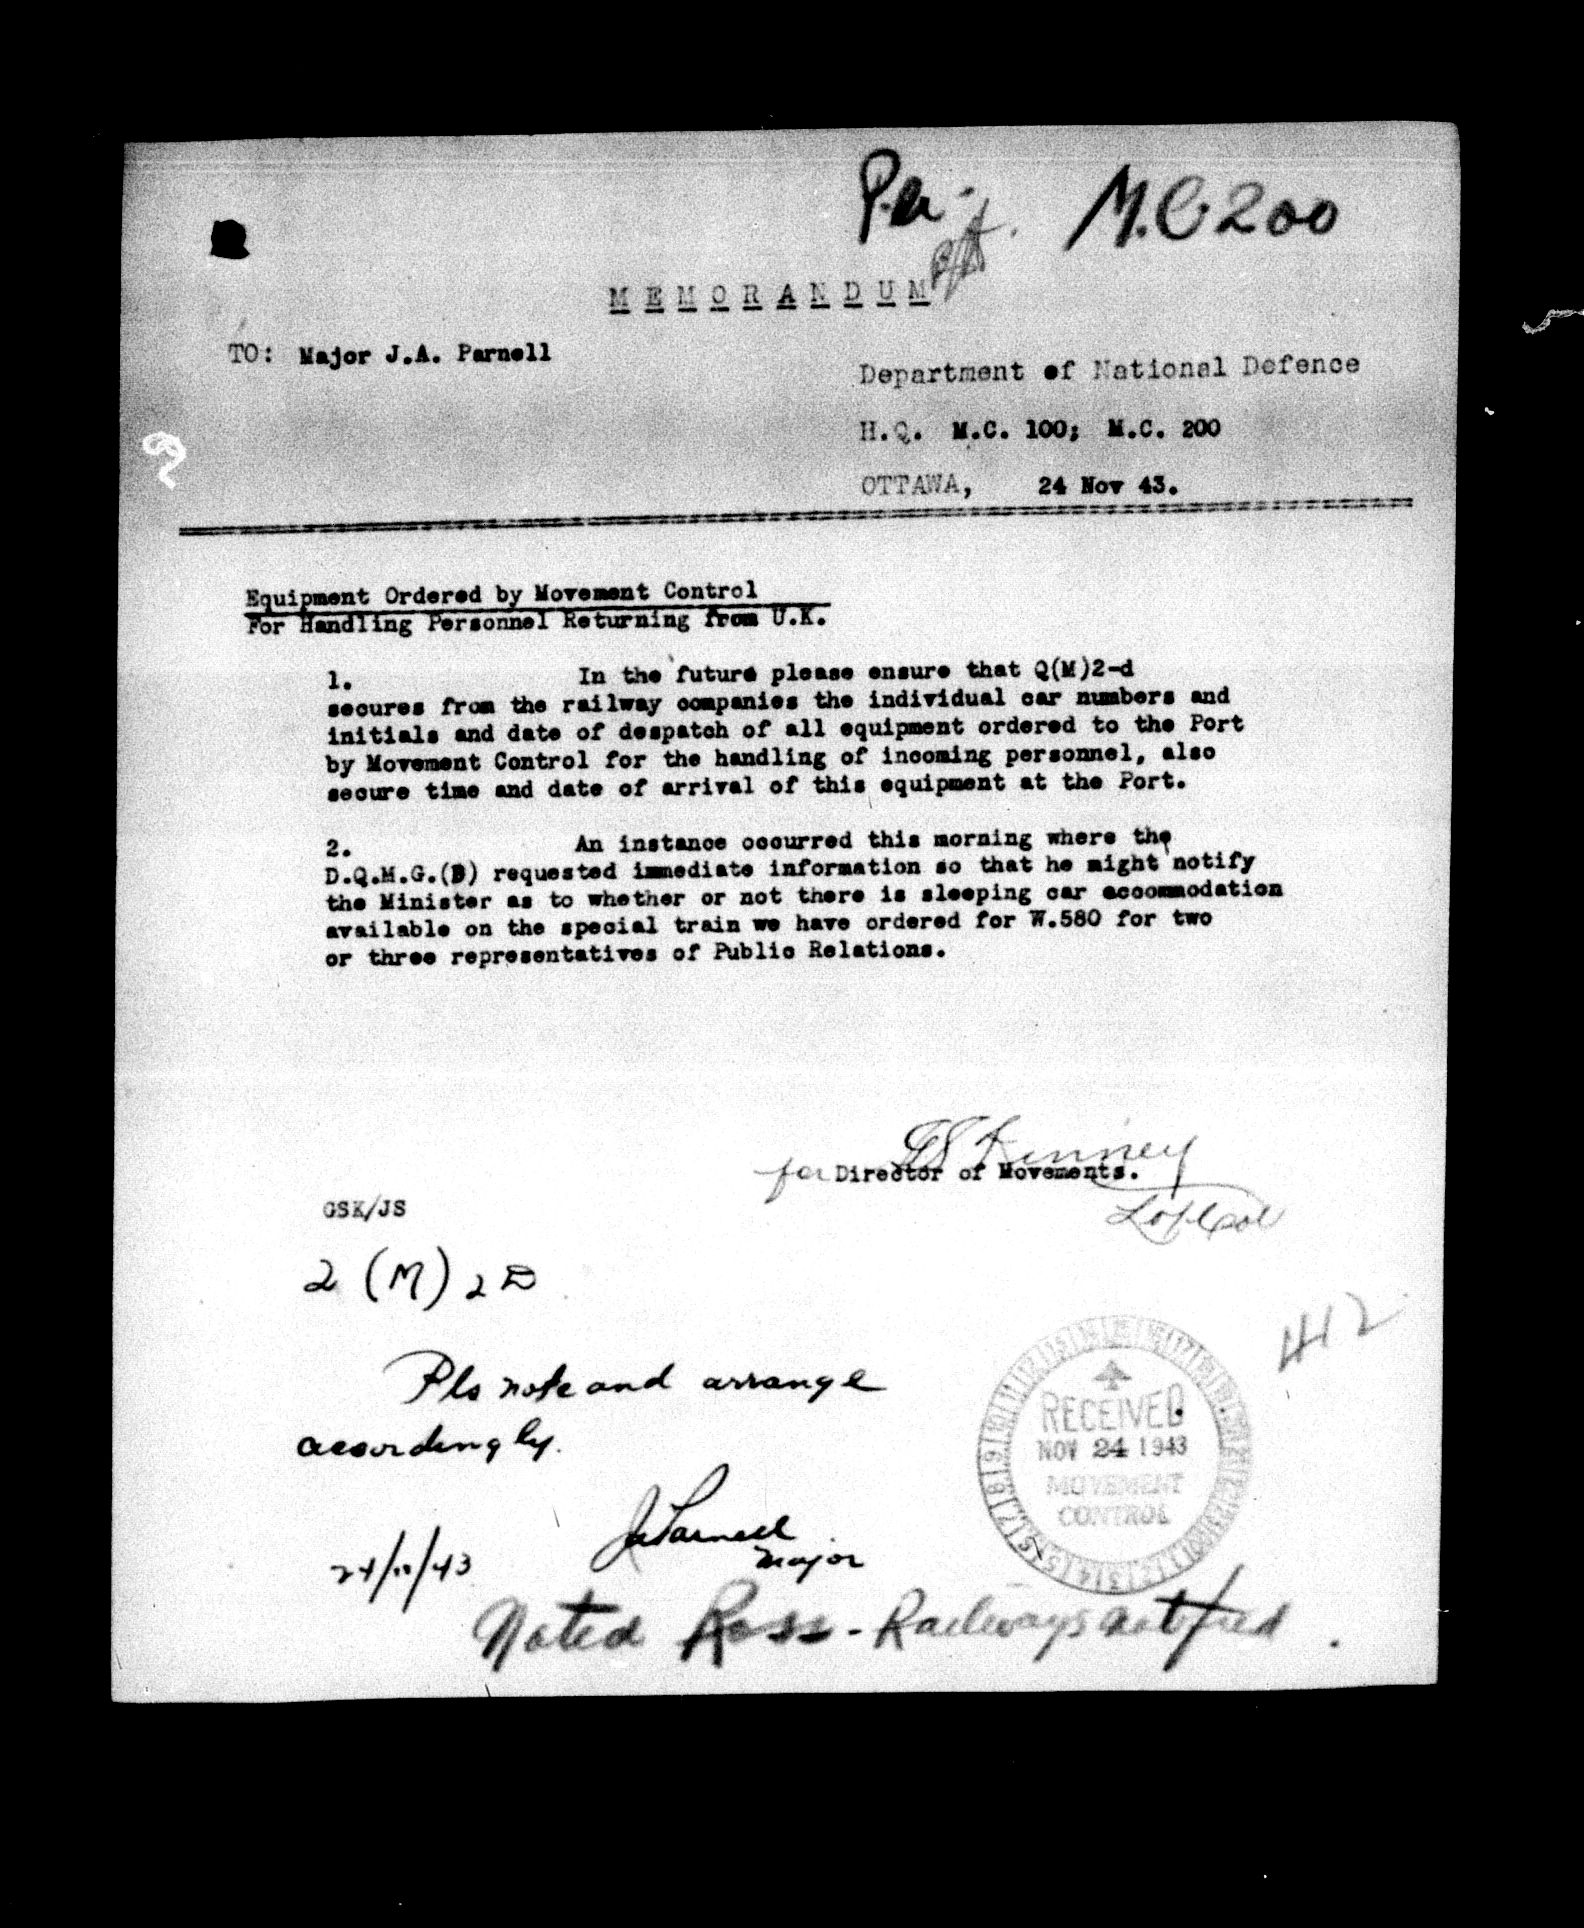 M.C 200
MEMORANDUM
TO: Major J.A. Parnell
Department of National Defence
H.Q. M.C. 100; M.C. 200
OTTAWA, 24 Nov 43.
Equipment Ordered by Movement Control
For Handling Personnel Returning from U.K.
1. In the future please ensure that Q(M)2-d
secures from the railway companies the individual car numbers and
initials and date of despatch of all equipment ordered to the Port
by Movement Control for the handling of incoming personnel, also
secure time and date of arrival of this equipment at the Port.
2. An instance occurred this morning where the
D.Q.M.G.(B) requested immediate information so that he might notify
the Minister as to whether or not there is sleeping car accommodation
available on the special train we have ordered for W.580 for two
or three representatives of Public Relations.
GS Kenney
for Director of Movements.
Lt/Col
GSK/JS
2 (M) 2 D
Pls note and arrange
accordingly.
412
RECEIVED
NOV 24 1943
MOVEMENT
CONTROL
JAParnell
Major
24/11/43
Noted Ross - Railways notified.